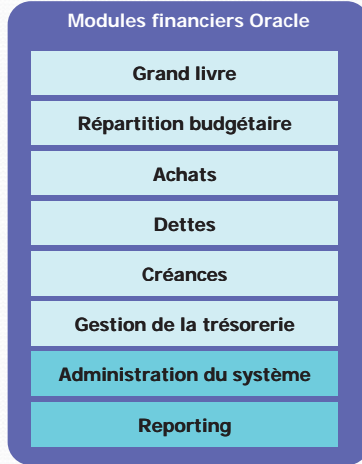 Modules financiers Oracle
Grand livre
Répartition budgétaire
Achats
Dettes
Créances
Gestion de la trésorerie
Administration du système
Reporting